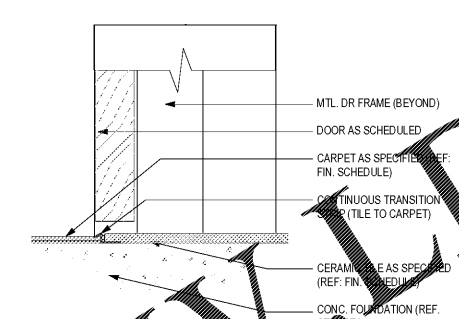 MTL. DR FRAME (BEYOND)
DOOR AS SCHEDULED
CARPET AS SPECIFIED (REF:
FIN. SCHEDULE)
CONTINUOUS TRANSITION
STRIP (TILE TO CARPET)
CERAMIC TILE AS SPECIFIED
(REF: FIN. SCHEDULE)
CONC. FOUNDATION (REF.